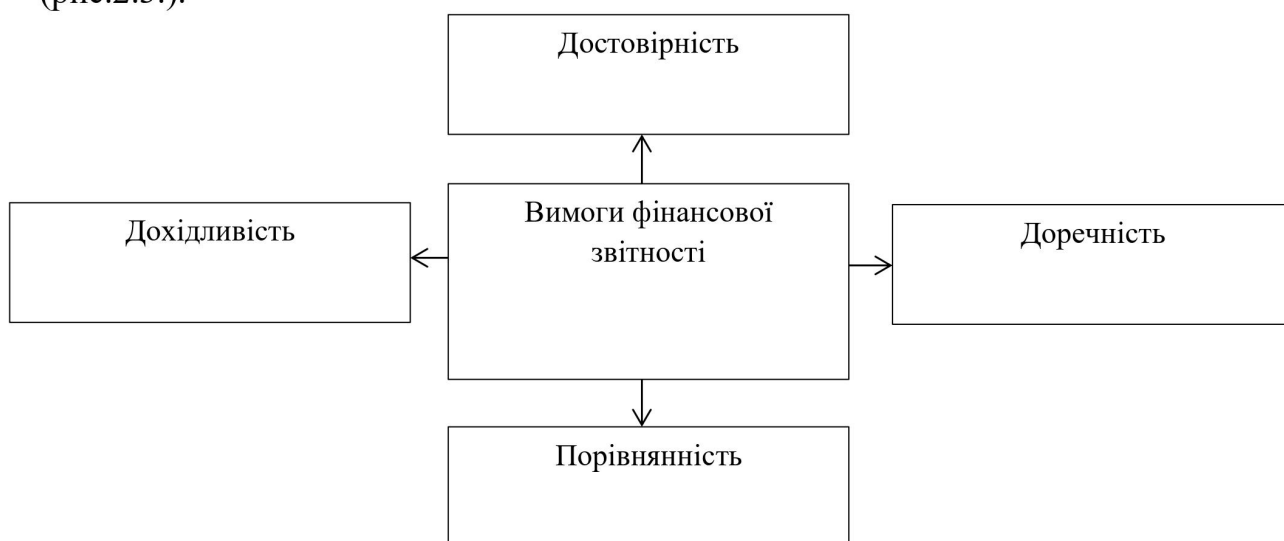 (рис.2.3.).
Достовірність
Вимоги фінансової
звітності
Дохідливість
Доречність
Порівнянність